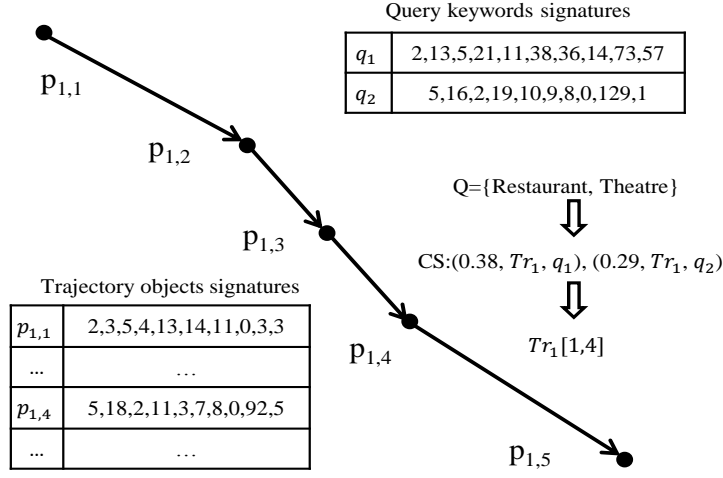 Query keywords signatures
q₁ 2,13,5,21,11,38,36,14,73,57
q₂ 5,16,2,19,10,9,8,0,129,1
p₁,₁
p₁,₂
Q={Restaurant, Theatre}
p₁,₃
CS:(0.38, Tr₁, q₁), (0.29, Tr₁, q₂)
Trajectory objects signatures
p₁,₁ 2,3,5,4,13,14,11,0,3,3
... ...
p₁,₄ 5,18,2,11,3,7,8,0,92,5
... ...
p₁,₄
Tr₁[1,4]
p₁,₅